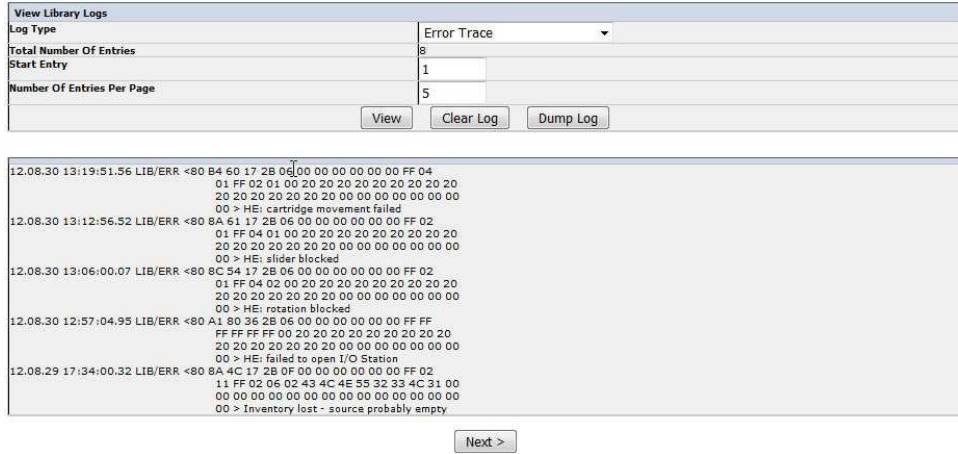 View Library Logs
Log Type Error Trace
Total Number Of Entries 8
Start Entry 1
Number Of Entries Per Page 5
View Clear Log Dump Log
12.08.30 13:19:51.56 LIB/ERR <80 B4 60 17 2B 06 00 00 00 00 00 00 FF 04
01 FF 02 01 00 20 20 20 20 20 20 20 20 20
20 20 20 20 20 20 20 00 00 00 00 00 00 00
00 > HE: cartridge movement failed
12.08.30 13:12:56.52 LIB/ERR <80 8A 61 17 2B 06 00 00 00 00 00 00 FF 02
01 FF 04 01 00 20 20 20 20 20 20 20 20 20
20 20 20 20 20 20 20 00 00 00 00 00 00 00
00 > HE: slider blocked
12.08.30 13:06:00.07 LIB/ERR <80 8C 54 17 2B 06 00 00 00 00 00 00 FF 02
01 FF 04 02 00 20 20 20 20 20 20 20 20 20
20 20 20 20 20 20 20 00 00 00 00 00 00 00
00 > HE: rotation blocked
12.08.30 12:57:04.95 LIB/ERR <80 A1 80 36 2B 06 00 00 00 00 00 00 FF FF
FF FF FF FF 00 20 20 20 20 20 20 20 20 20
20 20 20 20 20 20 20 00 00 00 00 00 00 00
00 > HE: failed to open I/O Station
12.08.29 17:34:00.32 LIB/ERR <80 8A 4C 17 2B 0F 00 00 00 00 00 00 FF 02
11 FF 02 06 02 43 4C 4E 55 32 33 4C 31 00
00 00 00 00 00 00 00 00 00 00 00 00 00 00
00 > Inventory lost - source probably empty
Next >